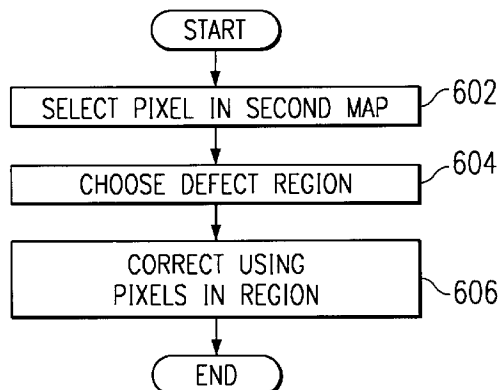 START
SELECT PIXEL IN SECOND MAP
602
CHOOSE DEFECT REGION
604
CORRECT USING
PIXELS IN REGION
606
END